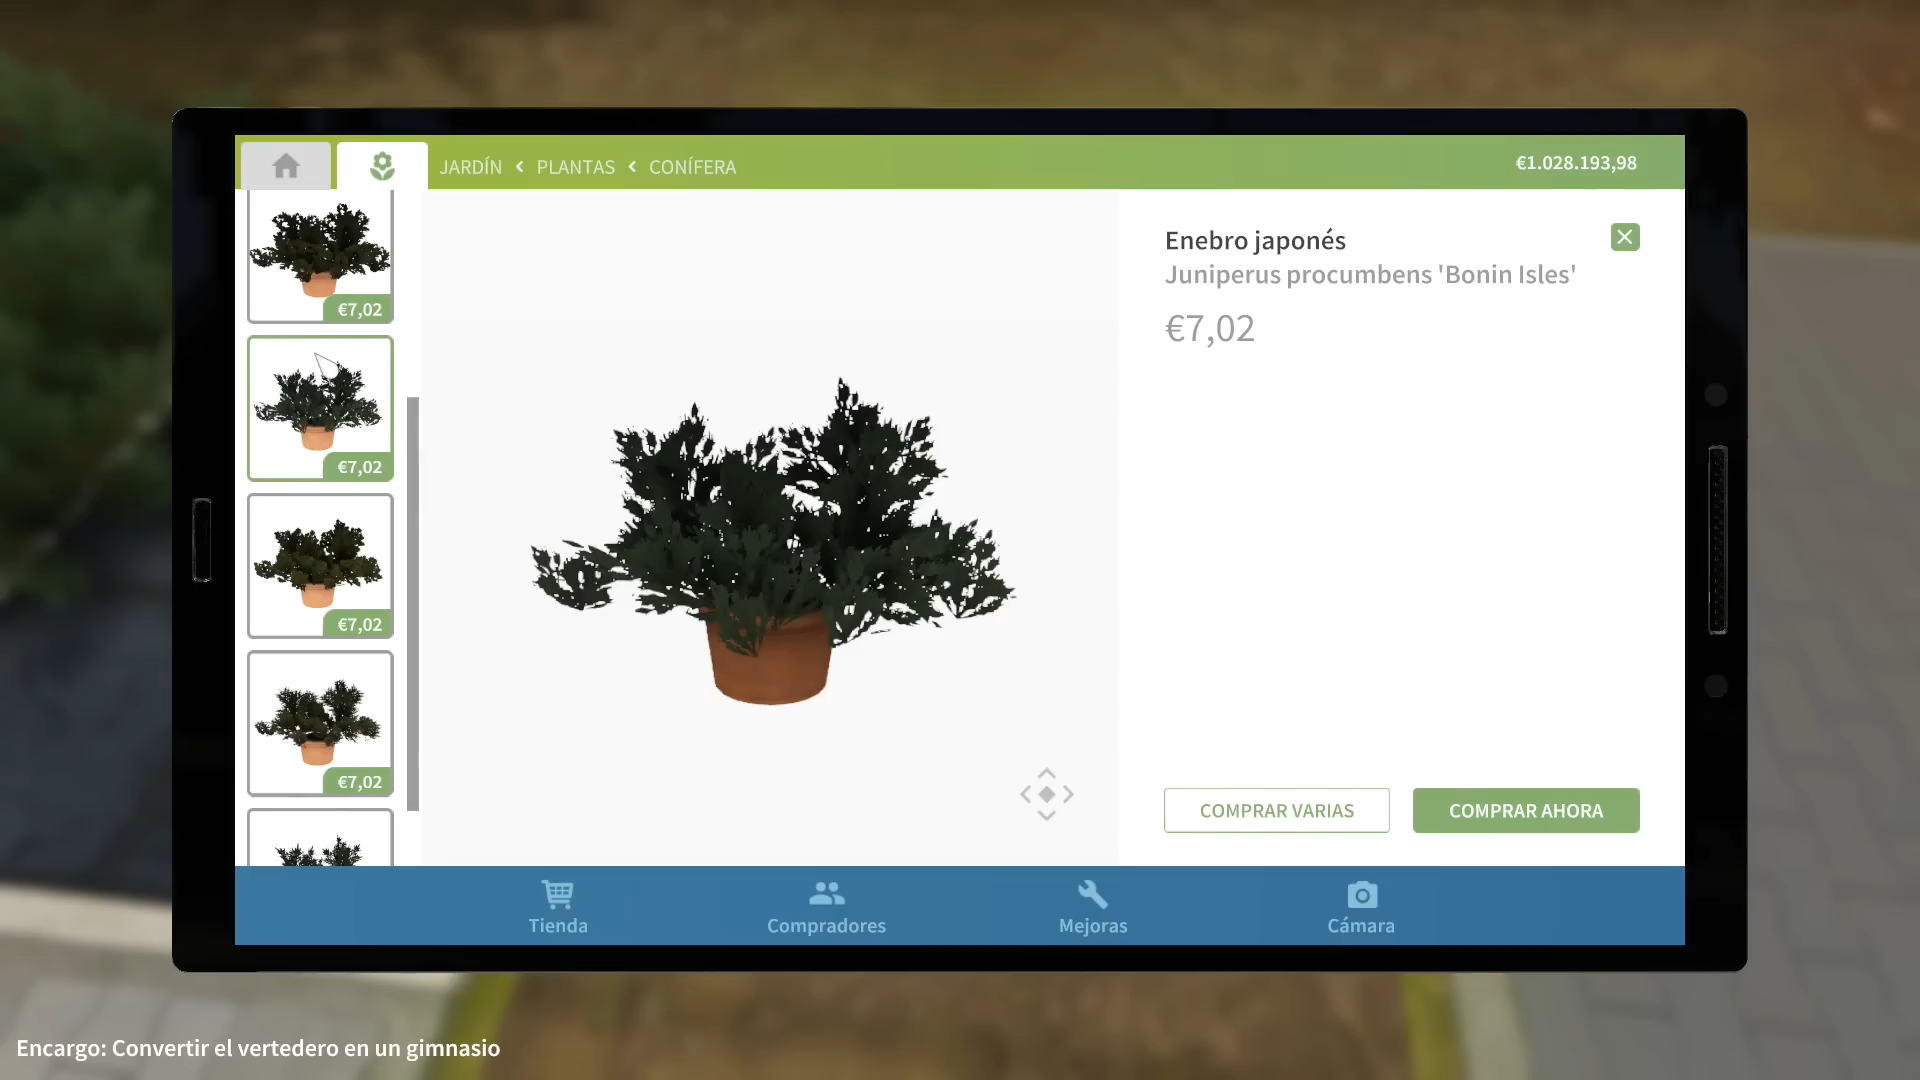 JARDÍN < PLANTAS < CONÍFERA
€1.028.193,98
€7,02
€7,02
€7,02
€7,02
Enebro japonés
Juniperus procumbens 'Bonin Isles'
€7,02
COMPRAR VARIAS
COMPRAR AHORA
Tienda
Compradores
Mejoras
Cámara
Encargo: Convertir el vertedero en un gimnasio